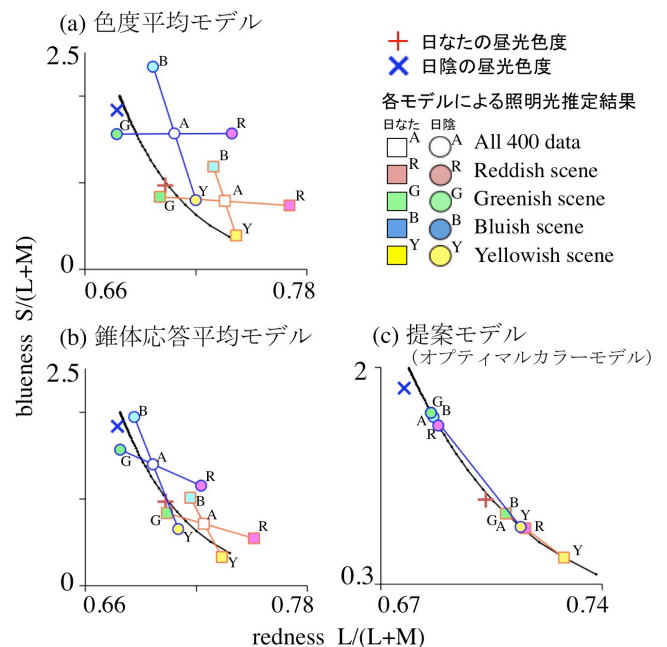 (a) 色度平均モデル
2.5
0
0.66
0.78
B
A
R
G
B
Y
A
G
R
Y
日なたの昼光色度
日陰の昼光色度
各モデルによる照明光推定結果
日なた 日陰
A A All 400 data
R R Reddish scene
G G Greenish scene
B B Bluish scene
Y Y Yellowish scene
blueness S/(L+M)
(b) 錐体応答平均モデル
2.5
0
0.66
0.78
B
A
G
R
B
G A
R
Y
Y
(c) 提案モデル
(オプティマルカラーモデル)
2
0.3
0.67
0.74
G
A B
R
B
Y
G A
R
Y
redness L/(L+M)